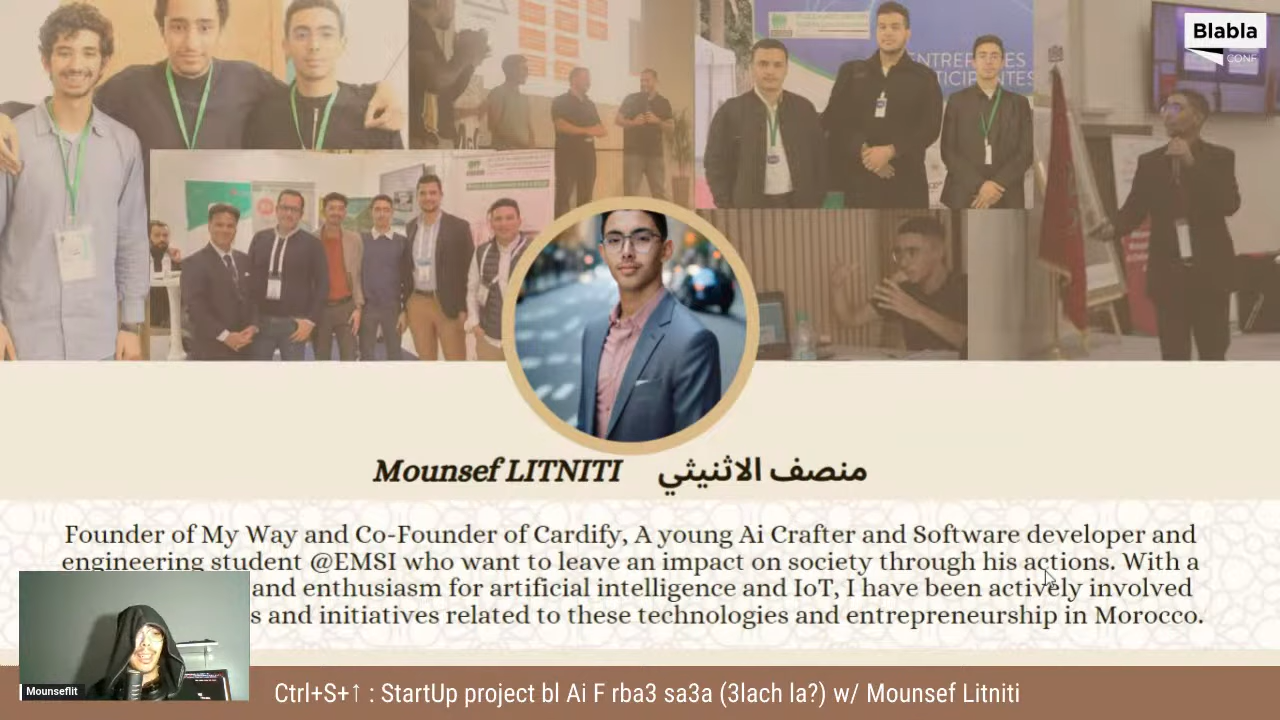 Blabla
CONF
ENTREPRISES
PARTICIPANTES
Mounsef LITNITI منصف الاثنيثي
Founder of My Way and Co-Founder of Cardify, A young Ai Crafter and Software developer and
engineering student @EMSI who want to leave an impact on society through his actions. With a
and enthusiasm for artificial intelligence and IoT, I have been actively involved
s and initiatives related to these technologies and entrepreneurship in Morocco.
Mounseflit
Ctrl+S+↑ : StartUp project bl Ai F rba3 sa3a (3lach la?) w/ Mounsef Litniti